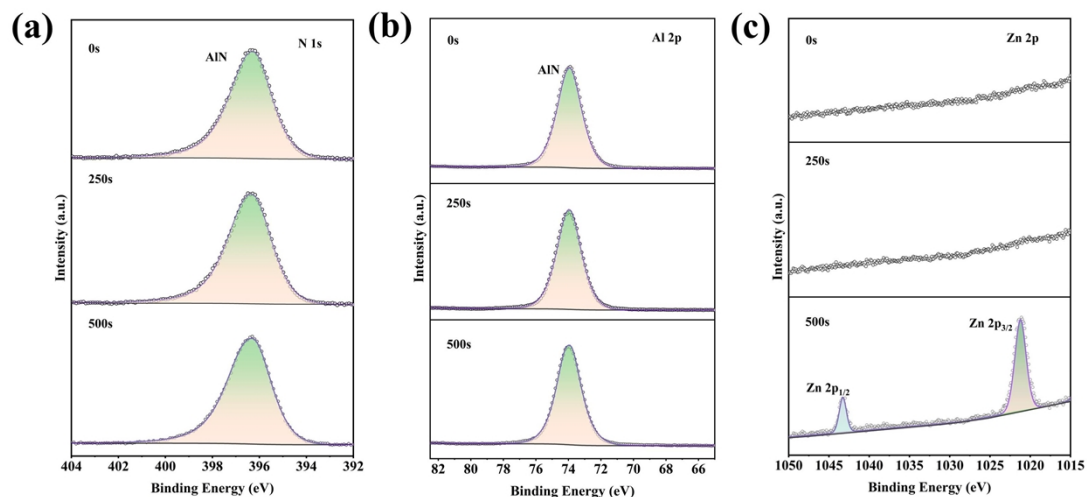 (a)
0s
N 1s
AlN
250s
500s
Intensity (a.u.)
404 402 400 398 396 394 392
Binding Energy (eV)
(b)
0s
Al 2p
AlN
250s
500s
Intensity (a.u.)
82 80 78 76 74 72 70 68 66
Binding Energy (eV)
(c)
0s
Zn 2p
250s
500s
Zn 2p3/2
Zn 2p1/2
Intensity (a.u.)
1050 1045 1040 1035 1030 1025 1020 1015
Binding Energy (eV)